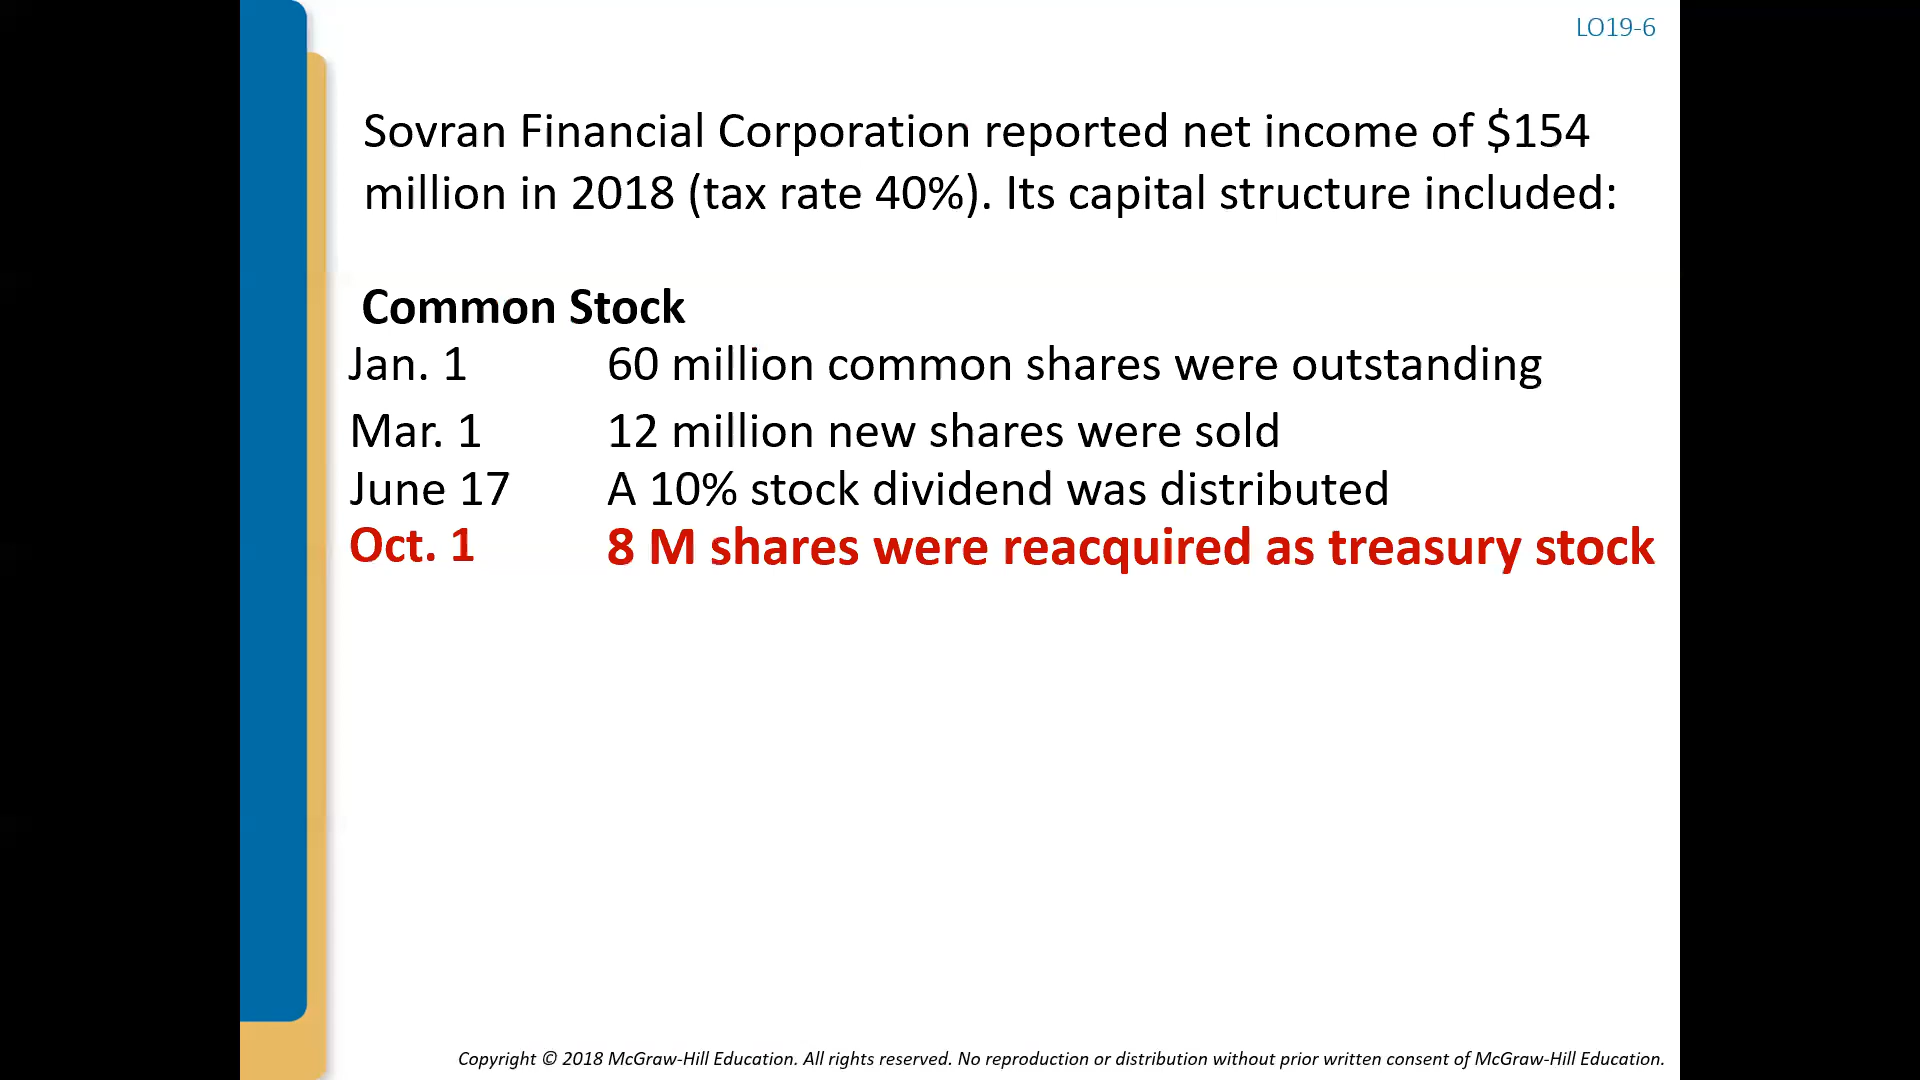 LO19-6
Sovran Financial Corporation reported net income of $154
million in 2018 (tax rate 40%). Its capital structure included:
Common Stock
Jan. 1 60 million common shares were outstanding
Mar. 1 12 million new shares were sold
June 17 A 10% stock dividend was distributed
Oct. 1 8 M shares were reacquired as treasury stock
Copyright © 2018 McGraw-Hill Education. All rights reserved. No reproduction or distribution without prior written consent of McGraw-Hill Education.